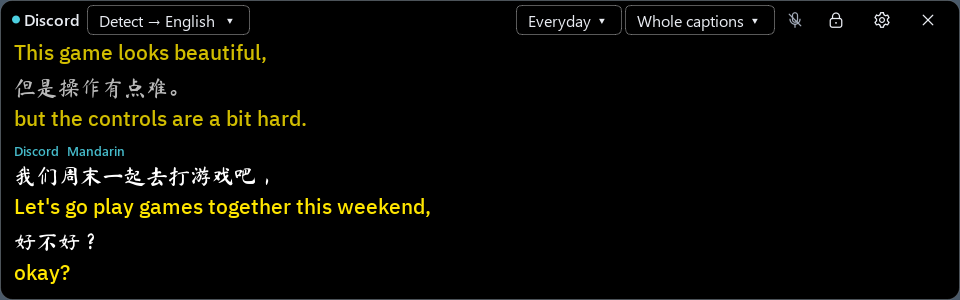 Discord Detect → English ▼ Everyday ▼ Whole captions ▼
This game looks beautiful,
但是操作有点难。
but the controls are a bit hard.
Discord Mandarin
我们周末一起去打游戏吧，
Let's go play games together this weekend,
好不好？
okay?